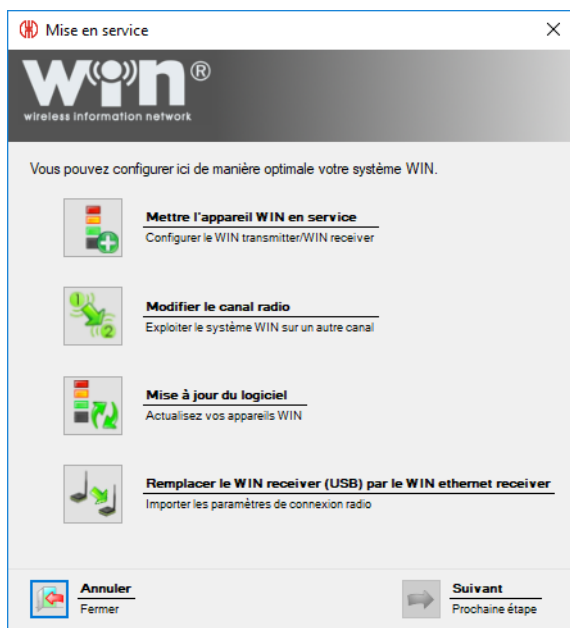 Mise en service
WIN®
wireless information network
Vous pouvez configurer ici de manière optimale votre système WIN.
Mettre l'appareil WIN en service
Configurer le WIN transmitter/WIN receiver
1
2
Modifier le canal radio
Exploiter le système WIN sur un autre canal
Mise à jour du logiciel
Actualisez vos appareils WIN
Remplacer le WIN receiver (USB) par le WIN ethernet receiver
Importer les paramètres de connexion radio
Annuler
Fermer
Suivant
Prochaine étape